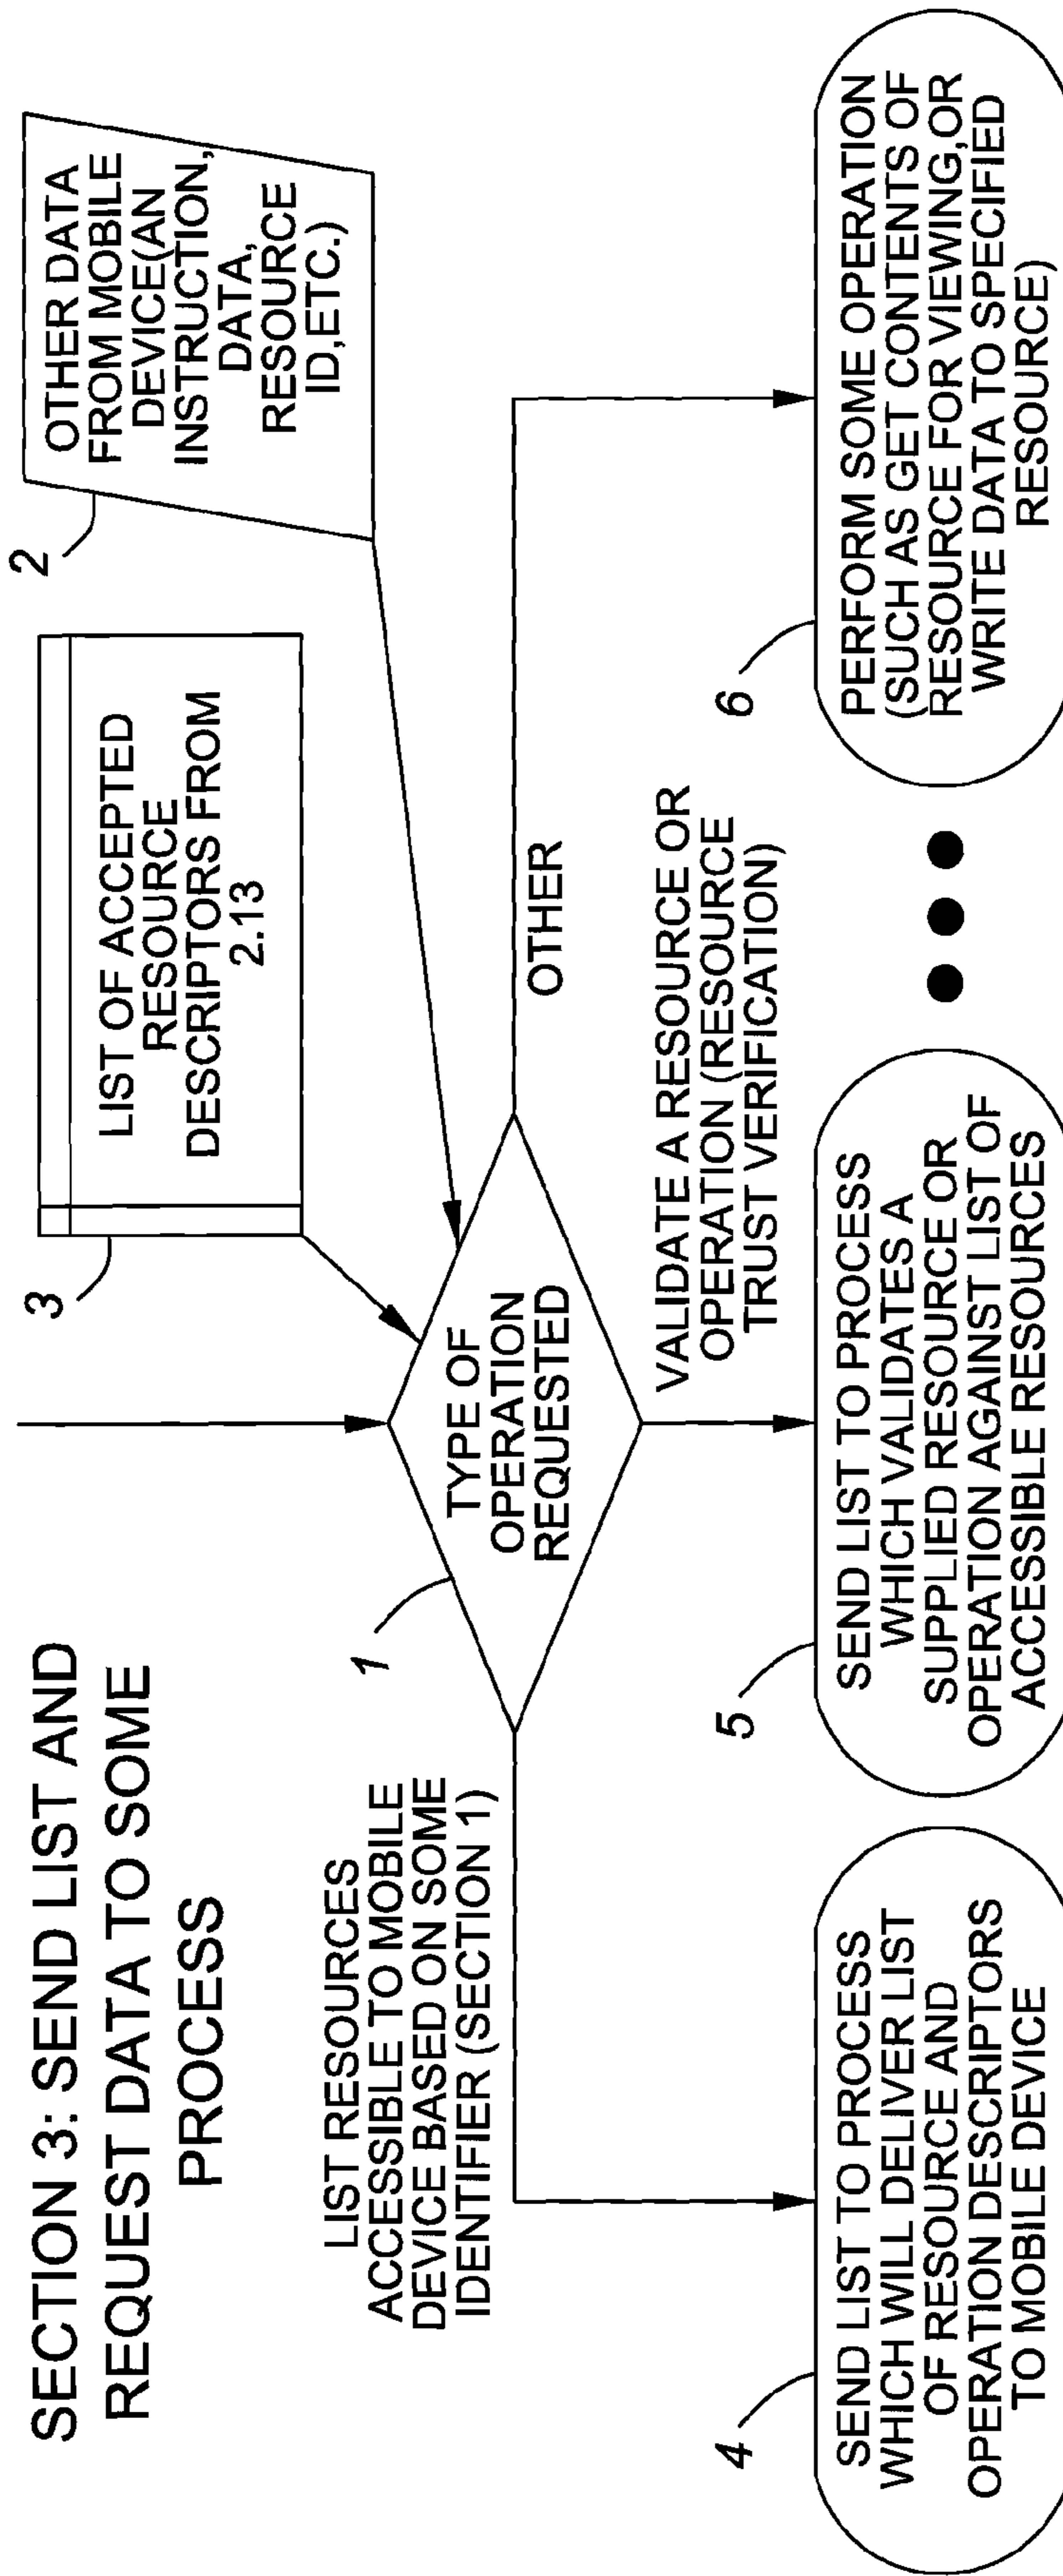 SECTION 3: SEND LIST AND
REQUEST DATA TO SOME
PROCESS
3
LIST OF ACCEPTED
RESOURCE
DESCRIPTORS FROM
2.13
2
OTHER DATA
FROM MOBILE
DEVICE(AN
INSTRUCTION,
DATA,
RESOURCE
ID,ETC.)
1
TYPE OF
OPERATION
REQUESTED
LIST RESOURCES
ACCESSIBLE TO MOBILE
DEVICE BASED ON SOME
IDENTIFIER (SECTION 1)
VALIDATE A RESOURCE OR
OPERATION (RESOURCE
TRUST VERIFICATION)
OTHER
4
SEND LIST TO PROCESS
WHICH WILL DELIVER LIST
OF RESOURCE AND
OPERATION DESCRIPTORS
TO MOBILE DEVICE
5
SEND LIST TO PROCESS
WHICH VALIDATES A
SUPPLIED RESOURCE OR
OPERATION AGAINST LIST OF
ACCESSIBLE RESOURCES
6
PERFORM SOME OPERATION
(SUCH AS GET CONTENTS OF
RESOURCE FOR VIEWING,OR
WRITE DATA TO SPECIFIED
RESOURCE)